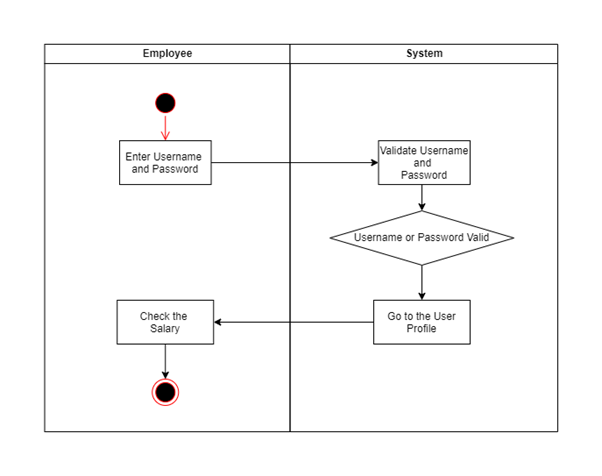 Employee
System
Enter Username
and Password
Validate Username
and
Password
Username or Password Valid
Check the
Salary
Go to the User
Profile